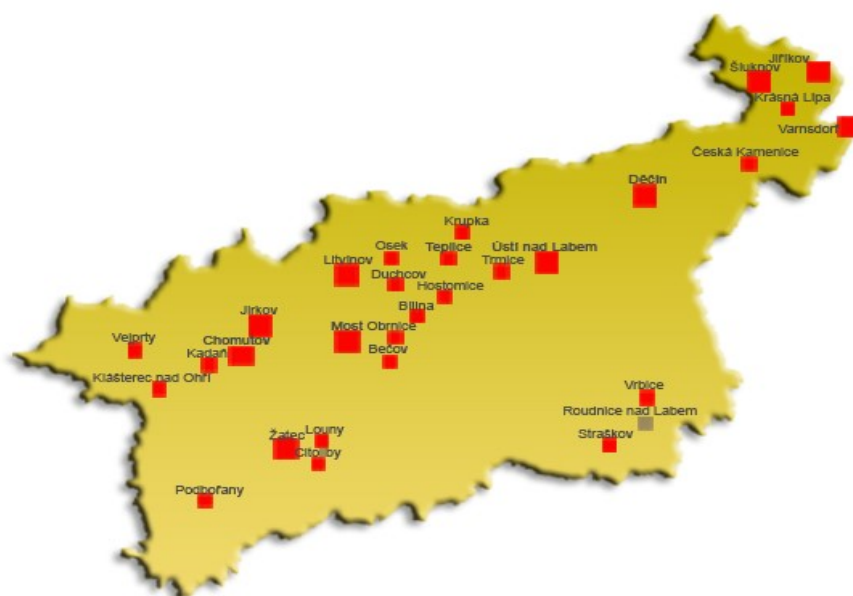 Jiříkov
Šluknov
Krásná Lípa
Varnsdorf
Česká Kamenice
Děčín
Krupka
Osek
Teplice
Ústí nad Labem
Litvínov
Trmice
Duchcov
Hostomice
Bílina
Jirkov
Most Obrnice
Vejprty
Chomutov
Kadaň
Bečov
Klášterec nad Ohří
Vrbice
Roudnice nad Labem
Straškov
Louny
Žatec
Citoliby
Podbořany